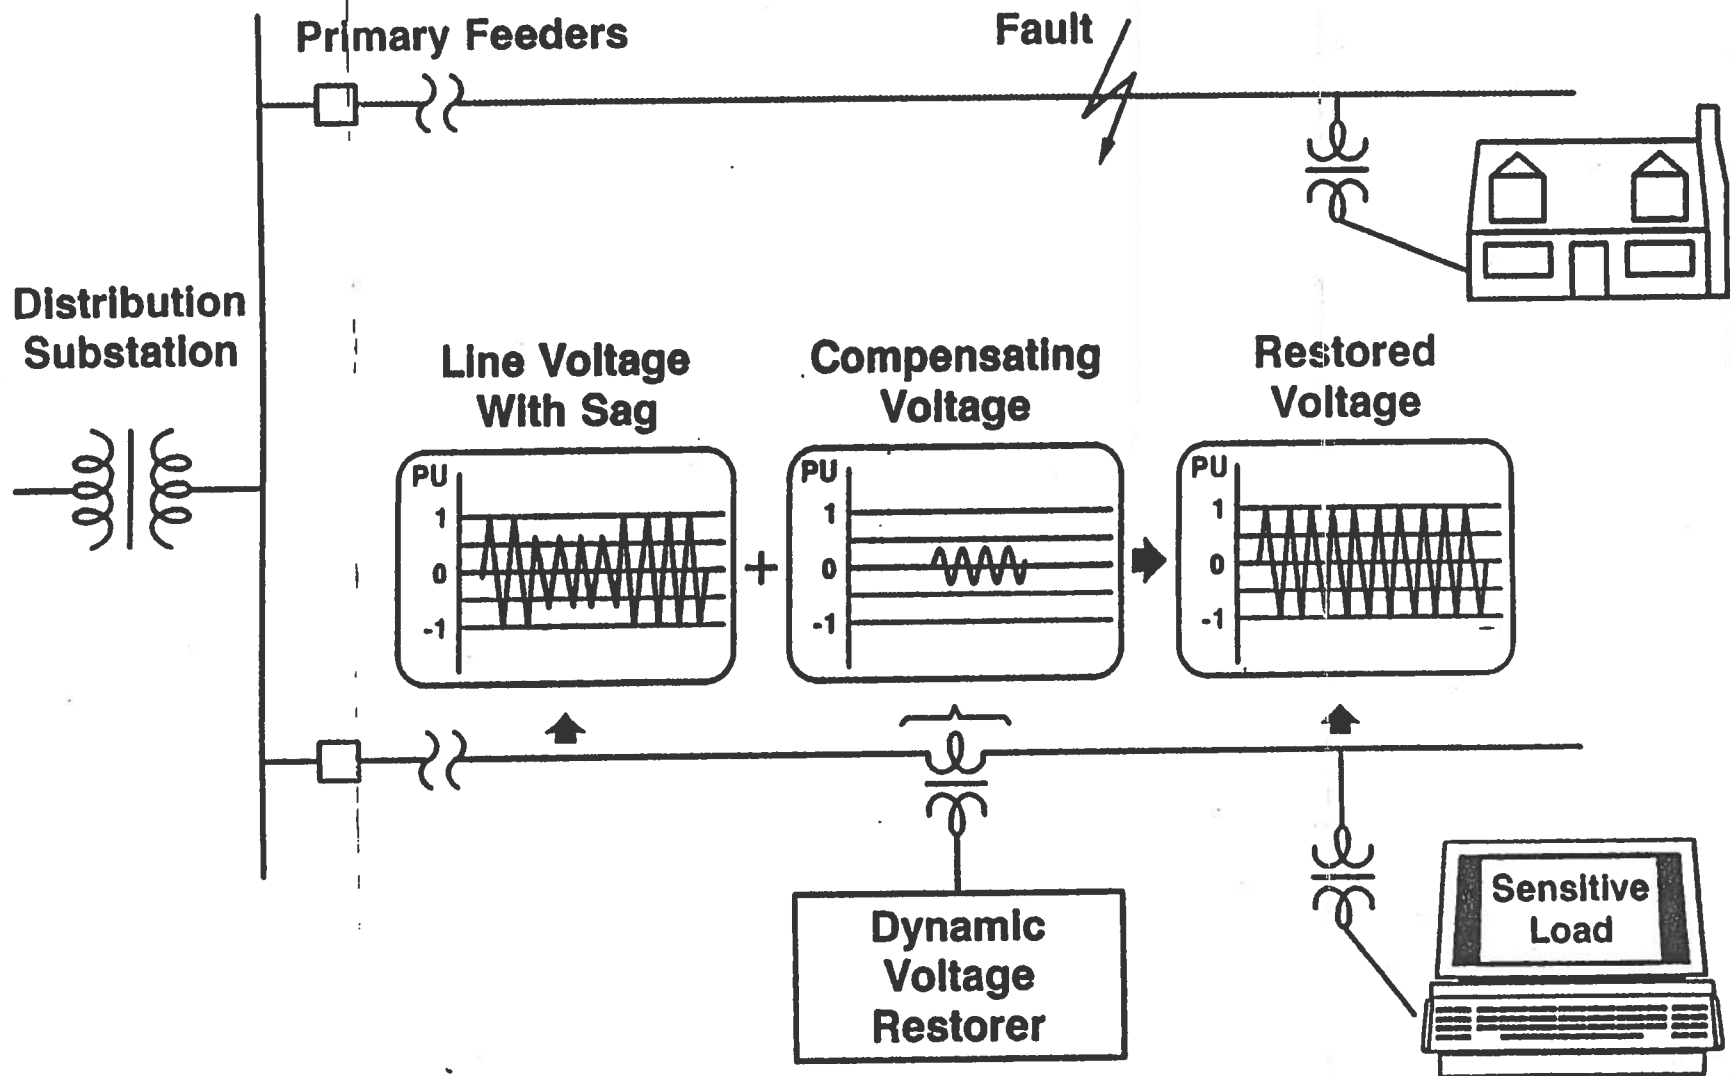 Primary Feeders
Fault
Distribution
Substation
Line Voltage
With Sag
Compensating
Voltage
Restored
Voltage
PU
1
0
-1
+
PU
1
0
-1
PU
1
0
-1
Dynamic
Voltage
Restorer
Sensitive
Load